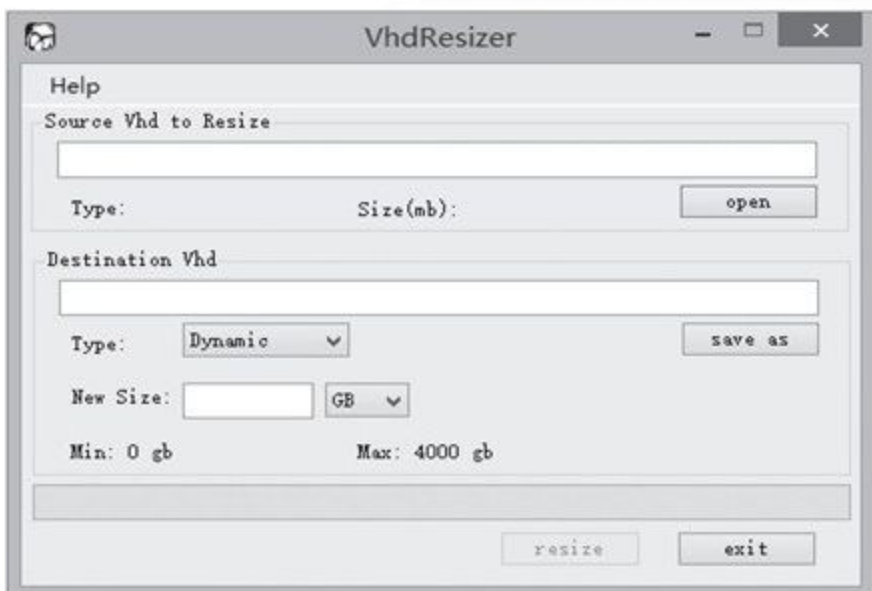 VhdResizer
Help
Source Vhd to Resize
Type: Size(mb): open
Destination Vhd
Type: Dynamic save as
New Size: GB
Min: 0 gb Max: 4000 gb
resize exit